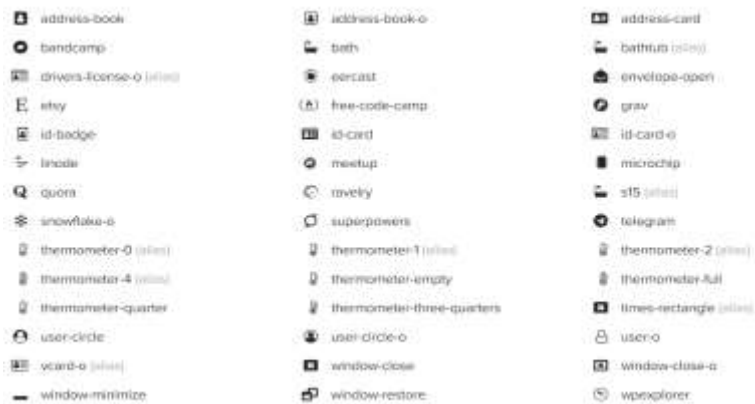 address-book address-book-o address-card
bandcamp bath bathtub (alias)
drivers-license-o (alias) eercast envelope-open
etsy free-code-camp grav
id-badge id-card id-card-o
linode meetup microchip
quora ravelry s15 (alias)
snowflake-o superpowers telegram
thermometer-0 (alias) thermometer-1 (alias) thermometer-2 (alias)
thermometer-4 (alias) thermometer-empty thermometer-full
thermometer-quarter thermometer-three-quarters times-rectangle (alias)
user-circle user-circle-o user-o
vcard-o (alias) window-close window-close-o
window-minimize window-restore wpexplorer